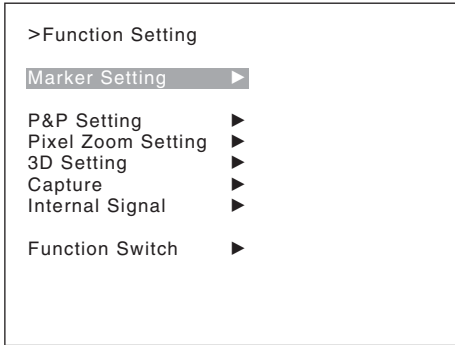 >Function Setting
Marker Setting ▶
P&P Setting ▶
Pixel Zoom Setting ▶
3D Setting ▶
Capture ▶
Internal Signal ▶
Function Switch ▶